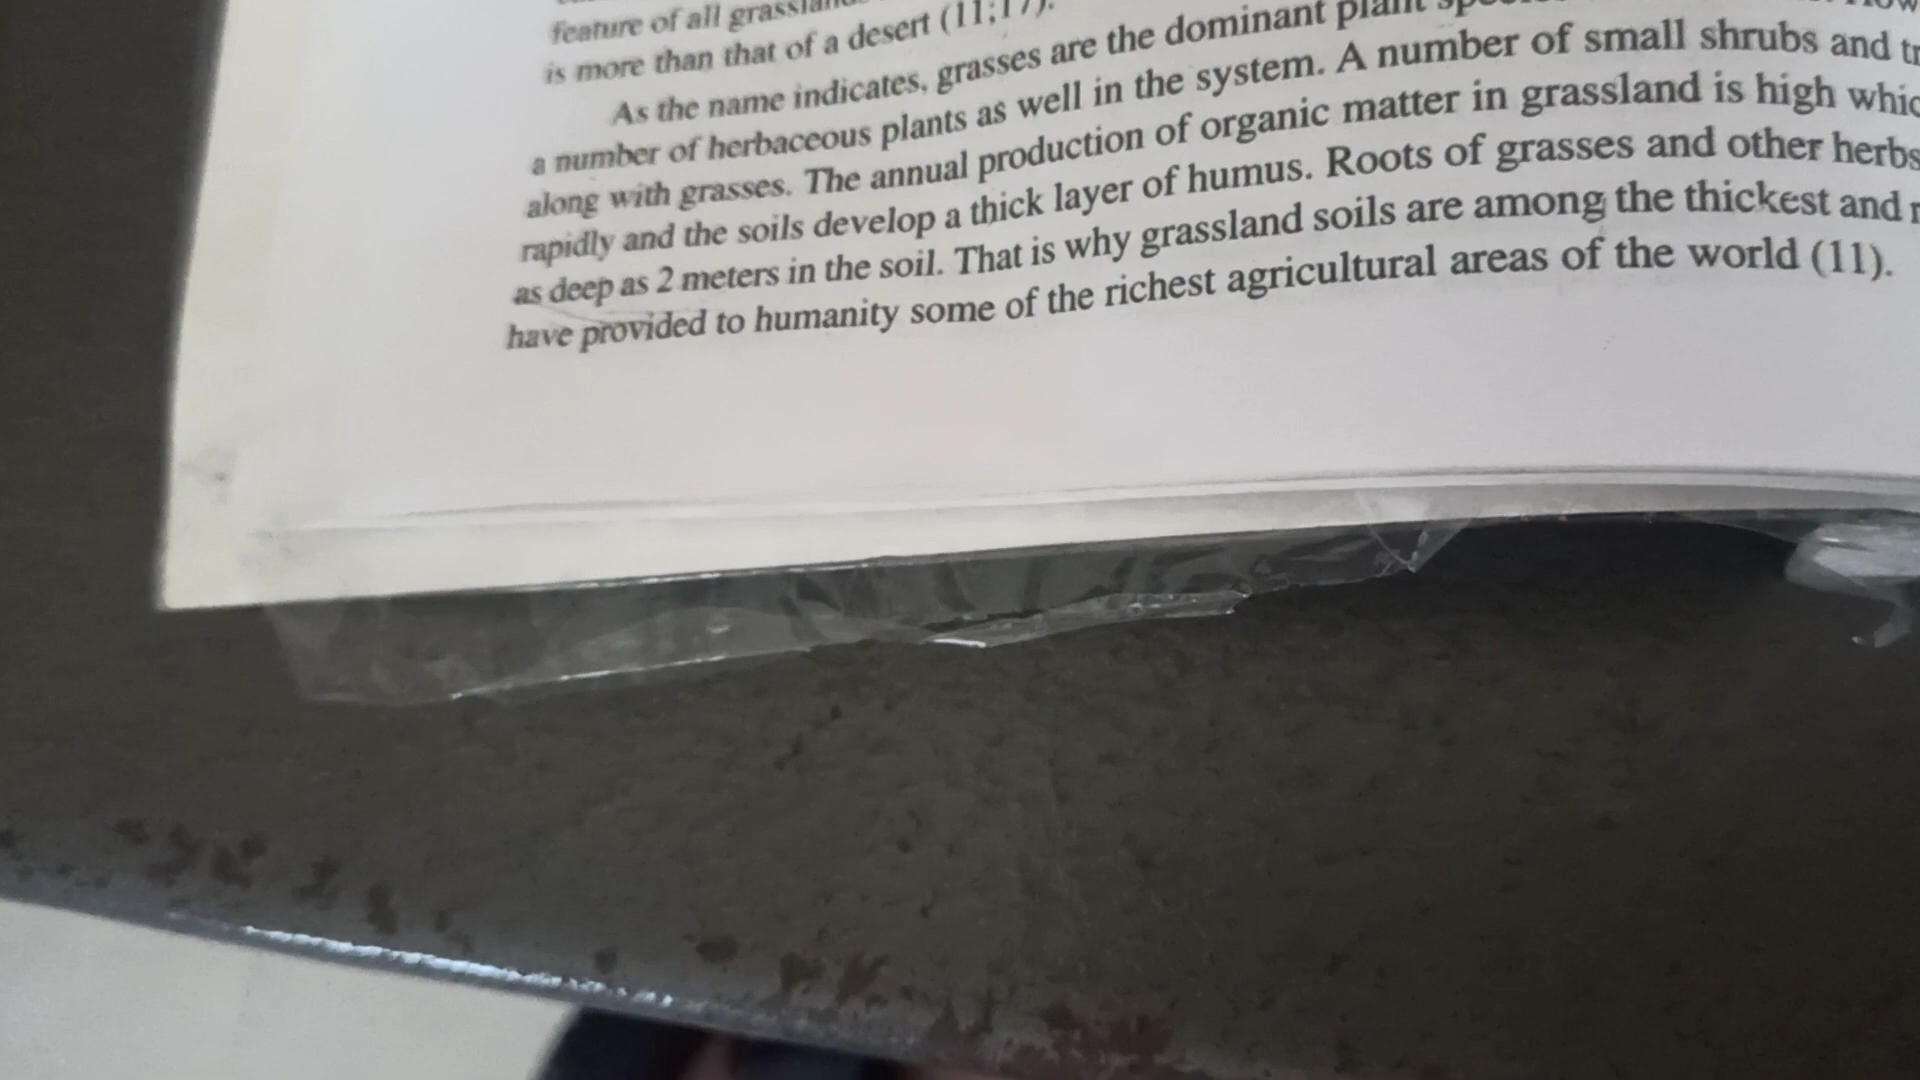 feature of all
is more than that of a desert (11;17).
As the name indicates, grasses are the dominant plant
a number of herbaceous plants as well in the system. A number of small shrubs and
along with grasses. The annual production of organic matter in grassland is high
rapidly and the soils develop a thick layer of humus. Roots of grasses and other herbs
as deep as 2 meters in the soil. That is why grassland soils are among the thickest and
have provided to humanity some of the richest agricultural areas of the world (11).